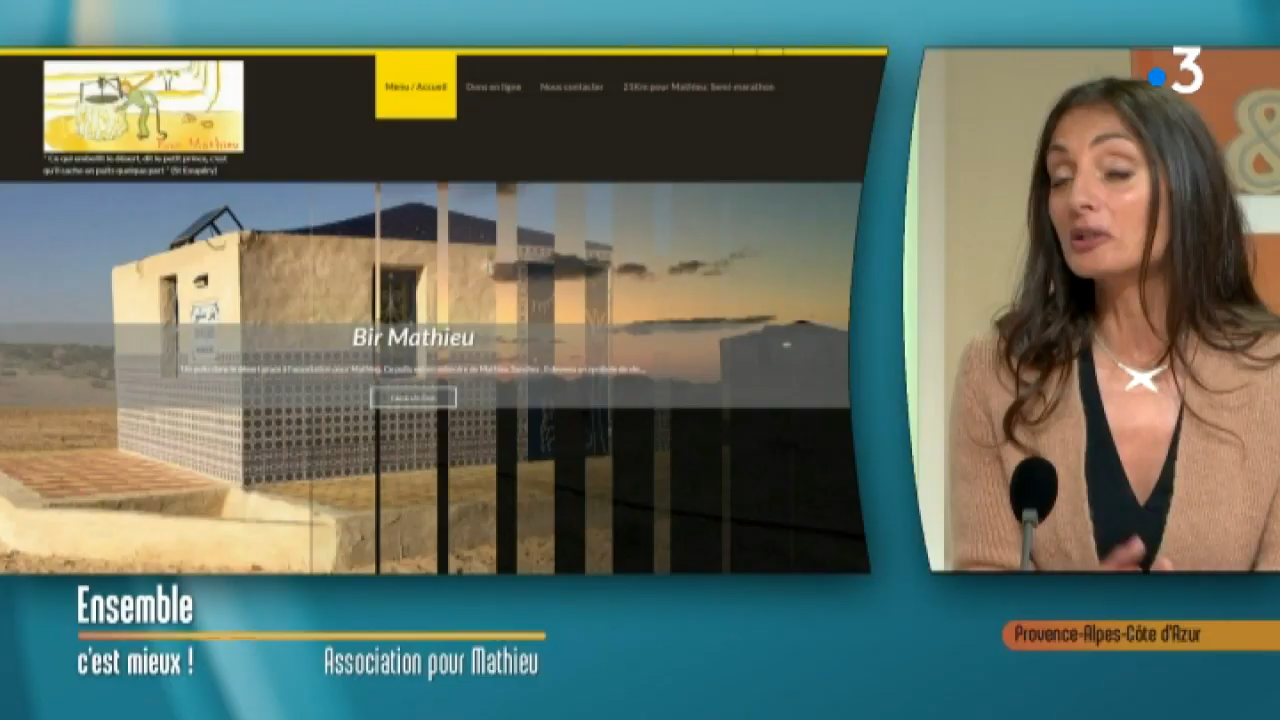 3
Menu / Accueil Dons en ligne Nous contacter 21Km pour Mathieu: Semi-marathon
Pour Mathieu
" Ce qui embellit le désert, dit le petit prince, c'est
qu'il cache un puits quelque part " (St Exupéry)
&
Bir Mathieu
Ensemble
c'est mieux !
Association pour Mathieu
Provence-Alpes-Côte d'Azur